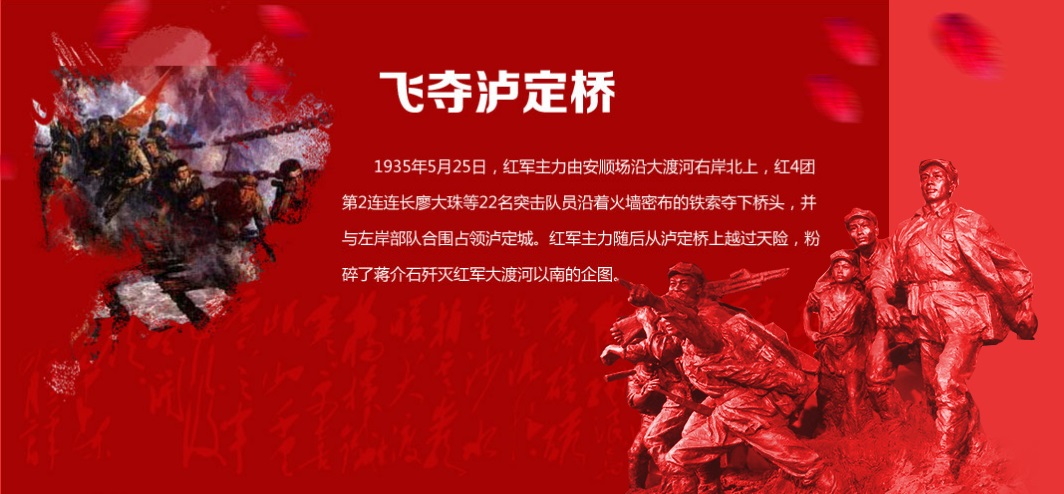 飞夺泸定桥
1935年5月25日，红军主力由安顺场沿大渡河右岸北上，红4团
第2连连长廖大珠等22名突击队员沿着火墙密布的铁索夺下桥头，并
与左岸部队合围占领泸定城。红军主力随后从泸定桥上越过天险，粉
碎了蒋介石歼灭红军大渡河以南的企图。